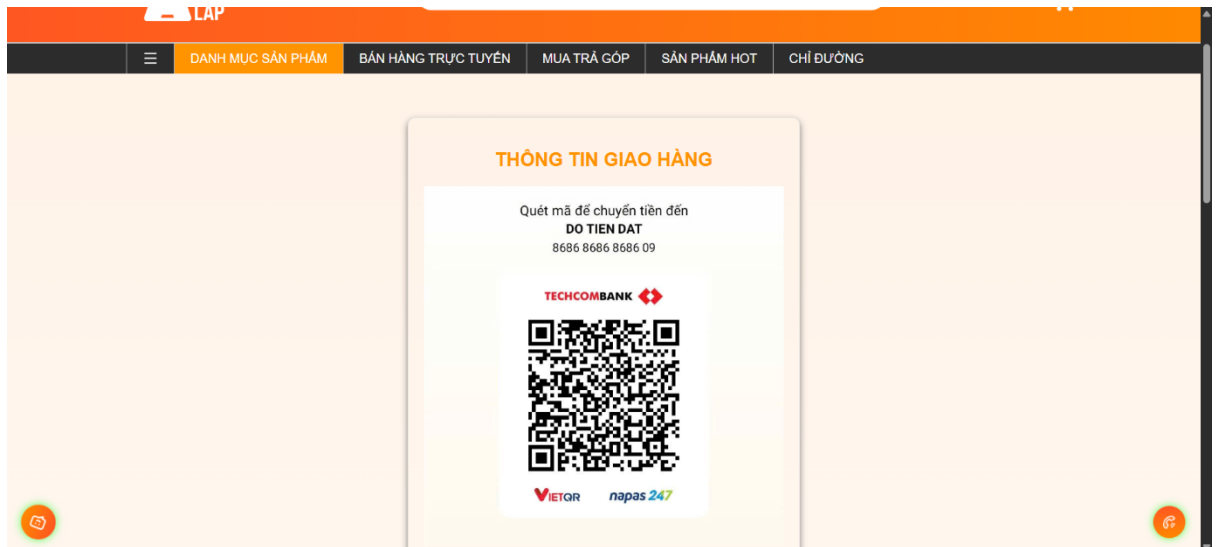 LAP
DANH MỤC SẢN PHẨM
BÁN HÀNG TRỰC TUYẾN
MUA TRẢ GÓP
SẢN PHẨM HOT
CHỈ ĐƯỜNG
THÔNG TIN GIAO HÀNG
Quét mã để chuyển tiền đến
DO TIEN DAT
8686 8686 8686 09
TECHCOMBANK
VIETQR napas 247